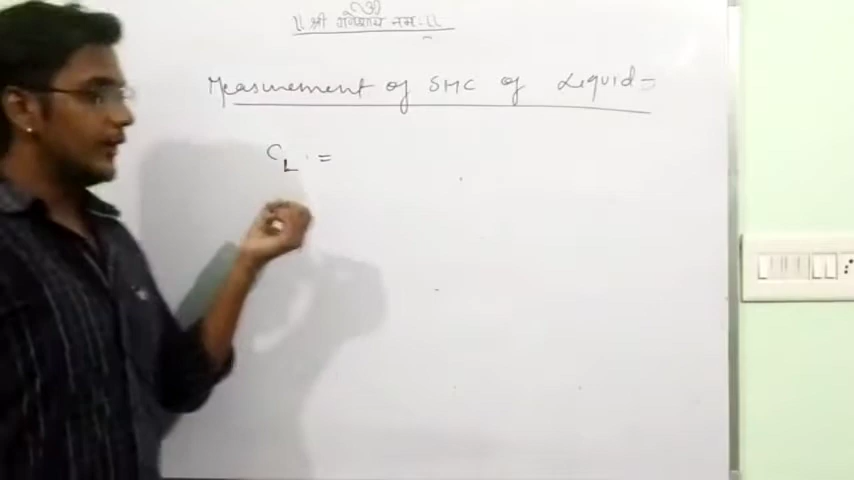 ॥ श्री गणेशाय नमः ॥
Measurement of SHC of Liquid =
C_L =